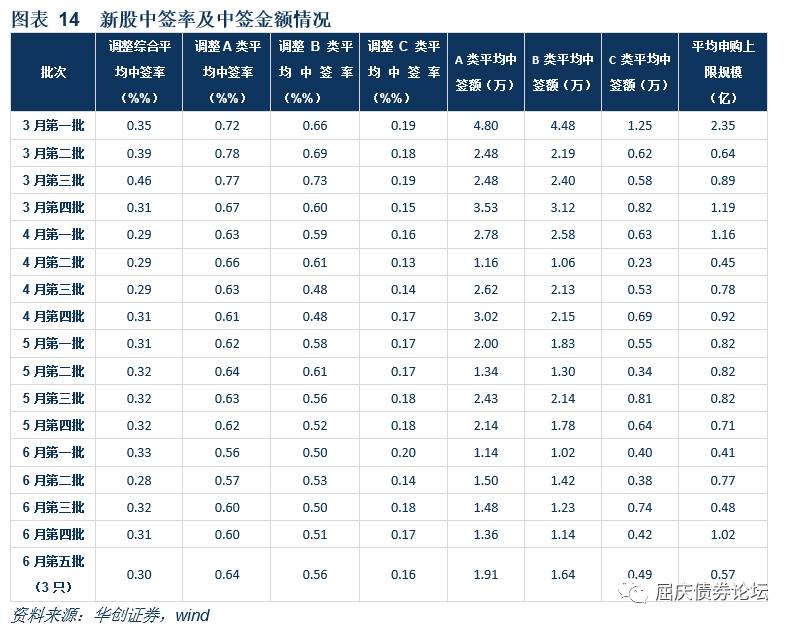 图表 14 新股中签率及中签金额情况
批次 调整综合平均中签率（%%） 调整A类平均中签率（%%） 调整B类平均中签率（%%） 调整C类平均中签率（%%） A类平均中签额（万） B类平均中签额（万） C类平均中签额（万） 平均申购上限规模（亿）
3月第一批 0.35 0.72 0.66 0.19 4.80 4.48 1.25 2.35
3月第二批 0.39 0.78 0.69 0.18 2.48 2.19 0.62 0.64
3月第三批 0.46 0.77 0.73 0.19 2.48 2.40 0.58 0.89
3月第四批 0.31 0.67 0.60 0.15 3.53 3.12 0.82 1.19
4月第一批 0.29 0.63 0.59 0.16 2.78 2.58 0.63 1.16
4月第二批 0.29 0.66 0.61 0.13 1.16 1.06 0.23 0.45
4月第三批 0.29 0.63 0.48 0.14 2.62 2.13 0.53 0.78
4月第四批 0.31 0.61 0.48 0.17 3.02 2.15 0.69 0.92
5月第一批 0.31 0.62 0.58 0.17 2.00 1.83 0.55 0.82
5月第二批 0.32 0.64 0.61 0.17 1.34 1.30 0.34 0.82
5月第三批 0.32 0.63 0.56 0.18 2.43 2.14 0.81 0.82
5月第四批 0.32 0.62 0.52 0.18 2.14 1.78 0.64 0.71
6月第一批 0.33 0.56 0.50 0.20 1.14 1.02 0.40 0.41
6月第二批 0.28 0.57 0.53 0.14 1.50 1.42 0.38 0.77
6月第三批 0.32 0.60 0.50 0.18 1.48 1.23 0.74 0.48
6月第四批 0.31 0.60 0.51 0.17 1.36 1.14 0.42 1.02
6月第五批（3只） 0.30 0.64 0.56 0.16 1.91 1.64 0.49 0.57
屈庆债券论坛
资料来源：华创证券，wind